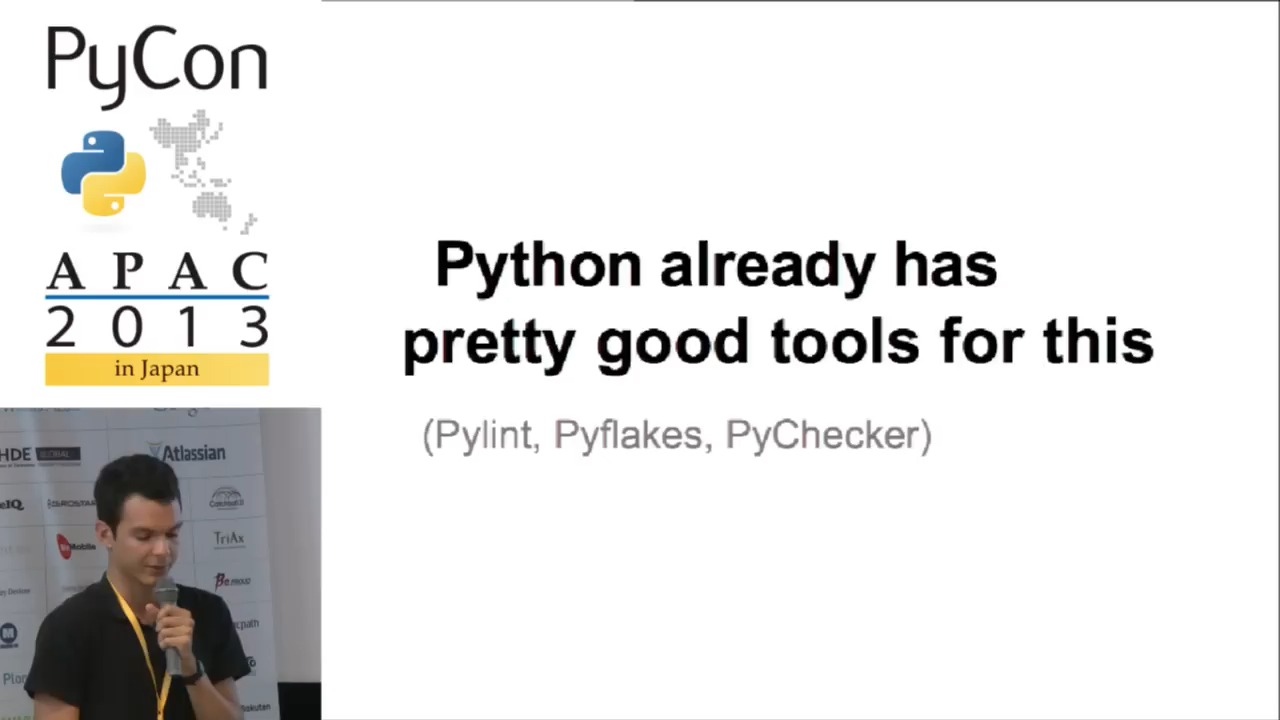 PyCon
APAC
2013
in Japan
Python already has
pretty good tools for this
(Pylint, Pyflakes, PyChecker)
HDE GLOBAL
Atlassian
TriAx